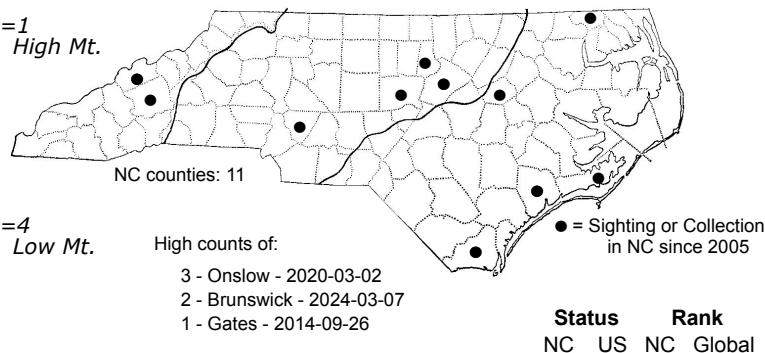 =1
High Mt.
NC counties: 11
=4
Low Mt.
High counts of:
3 - Onslow - 2020-03-02
2 - Brunswick - 2024-03-07
1 - Gates - 2014-09-26
= Sighting or Collection
in NC since 2005
Status Rank
NC US NC Global